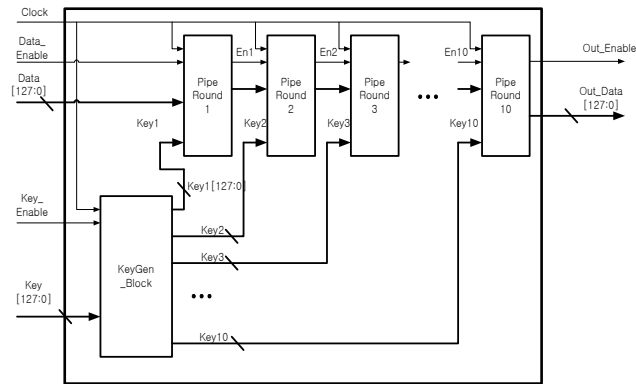 Clock
Data_
Enable
Data
[127:0]
Pipe
Round
1
En1
Pipe
Round
2
En2
Pipe
Round
3
En10
Pipe
Round
10
Out_Enable
Out_Data
[127:0]
Key1
Key2
Key3
Key10
Key1[127:0]
Key_
Enable
Key2
Key3
KeyGen
_Block
Key
[127:0]
Key10